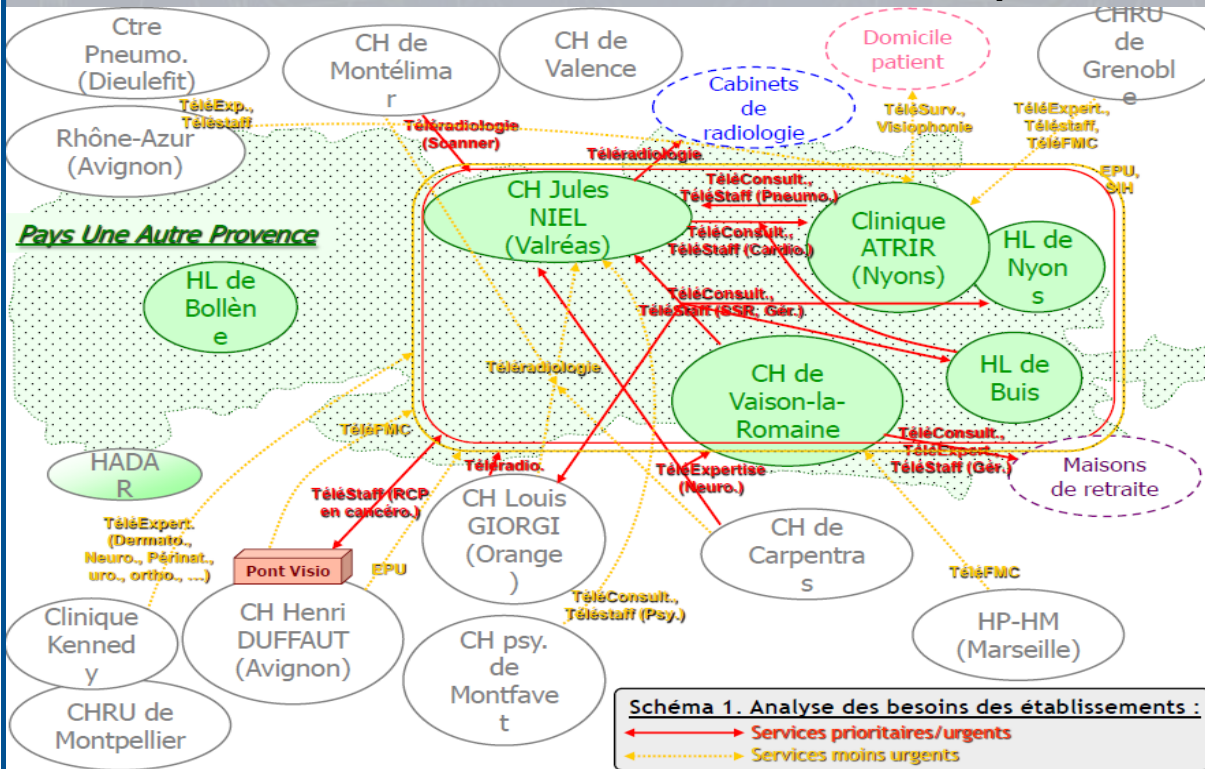 Ctre
Pneumo.
(Dieulefit)
CH de
Montélima
r
CH de
Valence
Domicile
patient
CHRU
de
Grenobl
e
Cabinets
de
radiologie
TéléExp.,
Téléstaff
Rhône-Azur
(Avignon)
Téléradiologie
(Scanner)
Téléradiologie
TéléSurv.,
Visiophonie
TéléExpert.,
Téléstaff,
TéléFMC
EPU,
SIH
CH Jules
NIEL
(Valréas)
TéléConsult.,
TéléStaff (Pneumo.)
TéléConsult.,
TéléStaff (Cardio.)
Clinique
ATRIR
(Nyons)
HL de
Nyon
s
Pays Une Autre Provence
HL de
Bollèn
e
TéléConsult.,
TéléStaff (SSR, Gér.)
Téléradiologie
CH de
Vaison-la-
Romaine
HL de
Buis
TéléFMC
TéléConsult.,
TéléExpert.,
TéléStaff (Gér.)
Maisons
de retraite
HADA
R
Téléradio.
TéléExpertise
(Neuro.)
TéléStaff (RCP
en cancéro.)
CH Louis
GIORGI
(Orange
)
CH de
Carpentra
s
TéléExpert.
(Dermato.,
Neuro., Périnat.,
uro., ortho., ...)
Pont Visio
EPU
TéléFMC
Clinique
Kenned
y
CH Henri
DUFFAUT
(Avignon)
TéléConsult.,
Téléstaff (Psy.)
CH psy.
de
Montfave
t
HP-HM
(Marseille)
CHRU de
Montpellier
Schéma 1. Analyse des besoins des établissements :
Services prioritaires/urgents
Services moins urgents